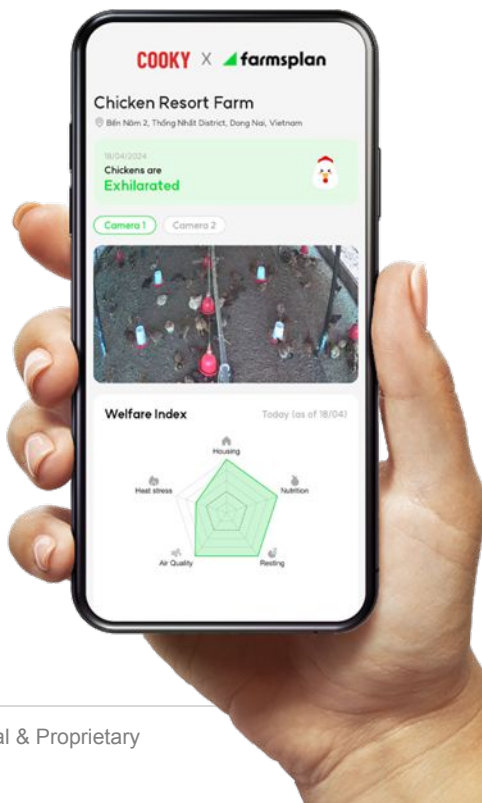 COOKY X farmsplan
Chicken Resort Farm
Bến Nôm 2, Thống Nhất District, Dong Nai, Vietnam
18/04/2024
Chickens are
Exhilarated
Camera 1 Camera 2
Welfare Index Today (as of 18/04)
Housing
Heat stress Nutrition
Air Quality Resting
al & Proprietary